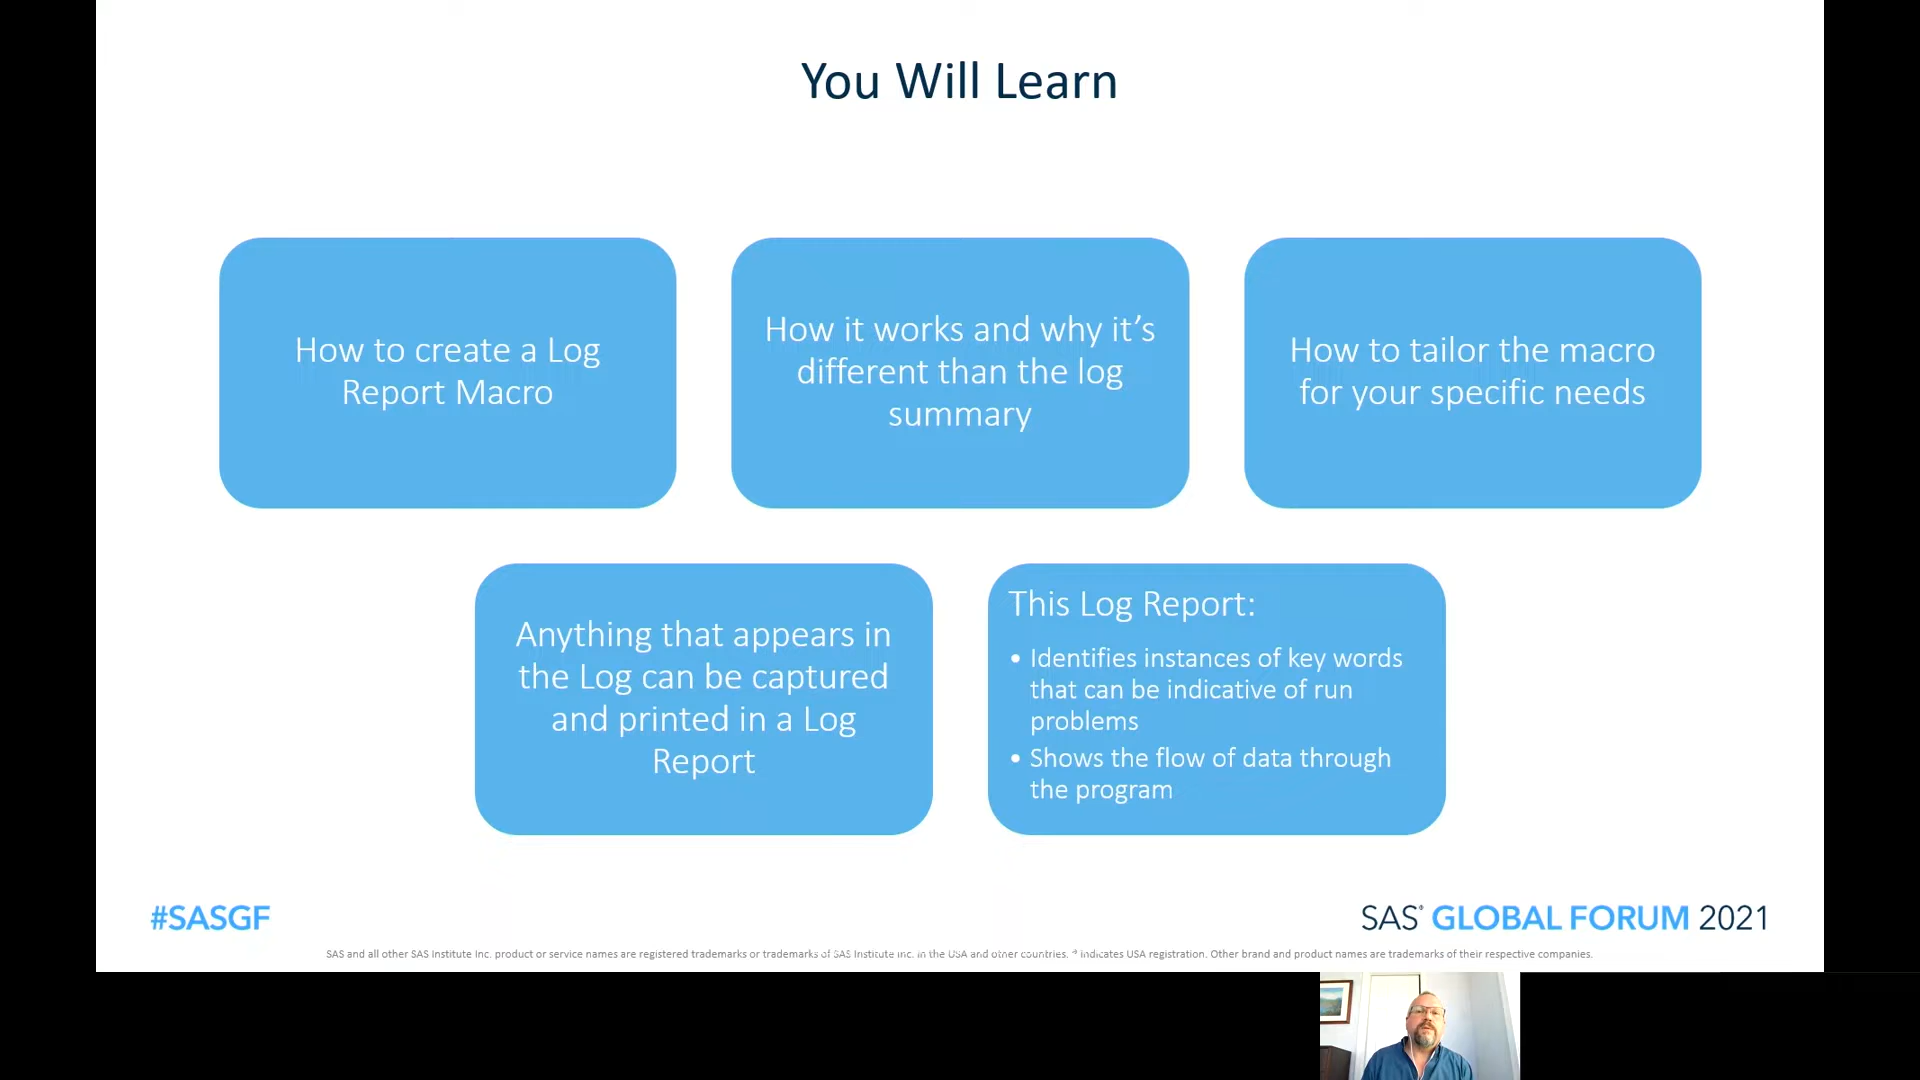 You Will Learn
How to create a Log
Report Macro
How it works and why it’s
different than the log
summary
How to tailor the macro
for your specific needs
Anything that appears in
the Log can be captured
and printed in a Log
Report
This Log Report:
• Identifies instances of key words
that can be indicative of run
problems
• Shows the flow of data through
the program
#SASGF
SAS® GLOBAL FORUM 2021
SAS and all other SAS Institute Inc. product or service names are registered trademarks or trademarks of SAS Institute Inc. in the USA and other countries. ® indicates USA registration. Other brand and product names are trademarks of their respective companies.